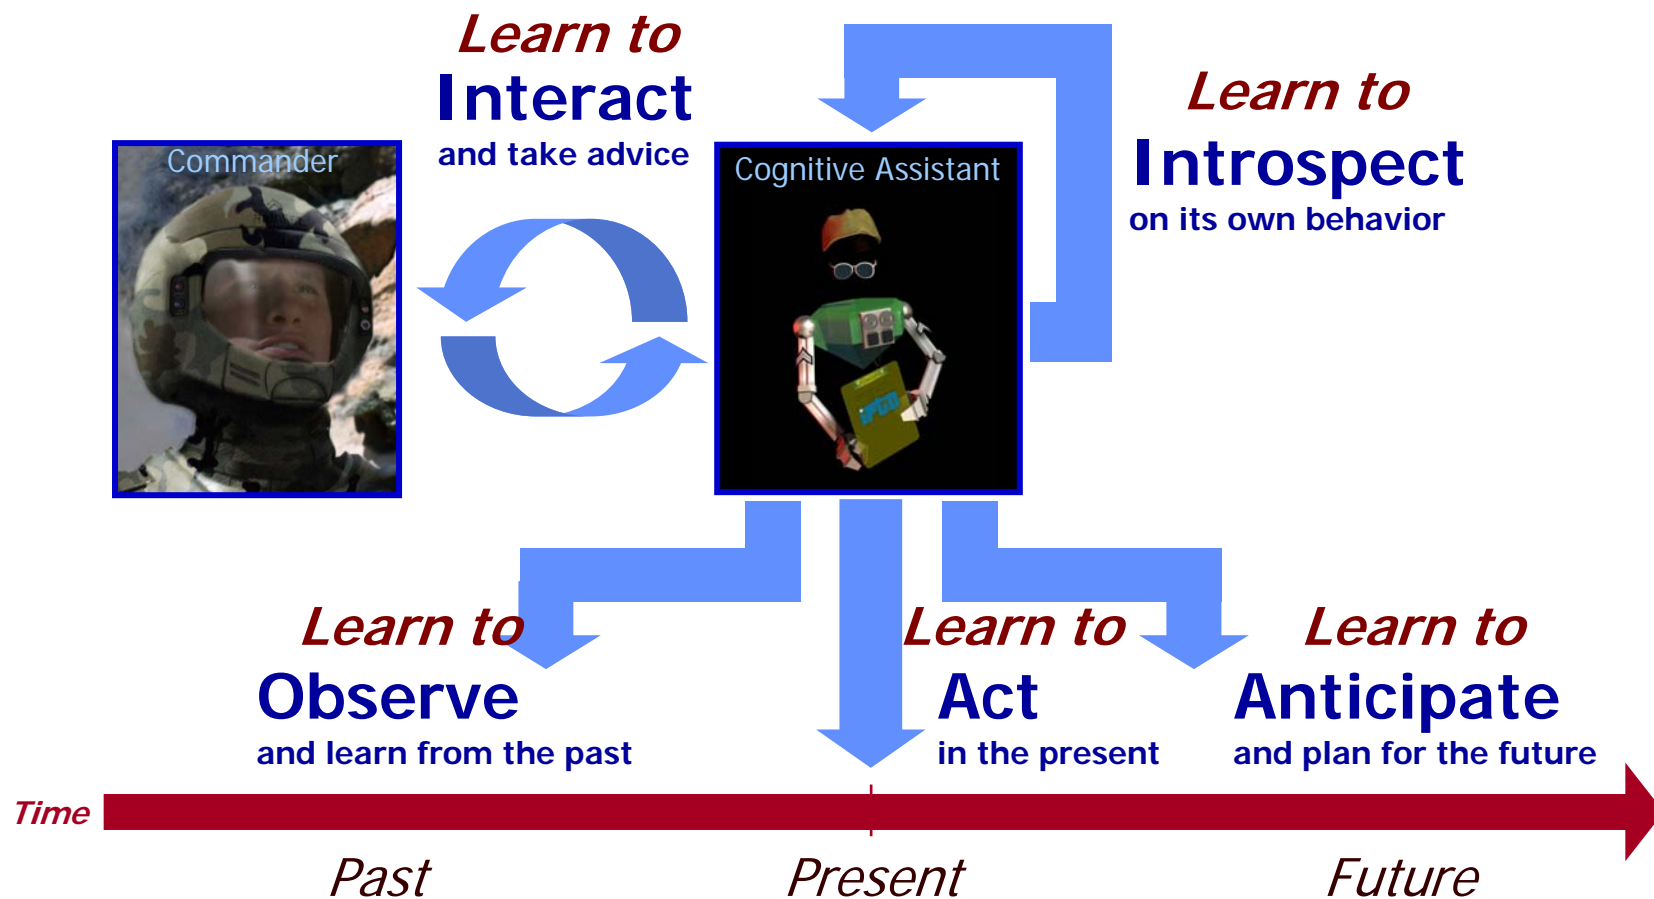 Learn to
Interact
and take advice
Learn to
Introspect
on its own behavior
Commander
Cognitive Assistant
Learn to
Observe
and learn from the past
Learn to
Act
in the present
Learn to
Anticipate
and plan for the future
Time
Past
Present
Future